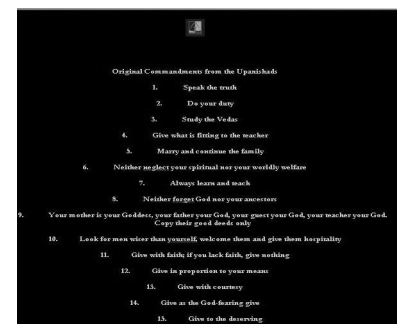 Original Commandments from the Upanishads
1. Speak the truth
2. Do your duty
3. Study the Vedas
4. Give what is fitting to the teacher
5. Marry and continue the family
6. Neither neglect your spiritual nor your worldly welfare
7. Always learn and teach
8. Neither forget God nor your ancestors
9. Your mother is your Goddess, your father your God, your guest your God, your teacher your God.
Copy their good deeds only
10. Look for men wiser than yourself, welcome them and give them hospitality
11. Give with faith; if you lack faith, give nothing
12. Give in proportion to your means
13. Give with courtesy
14. Give as the God-fearing give
15. Give to the deserving